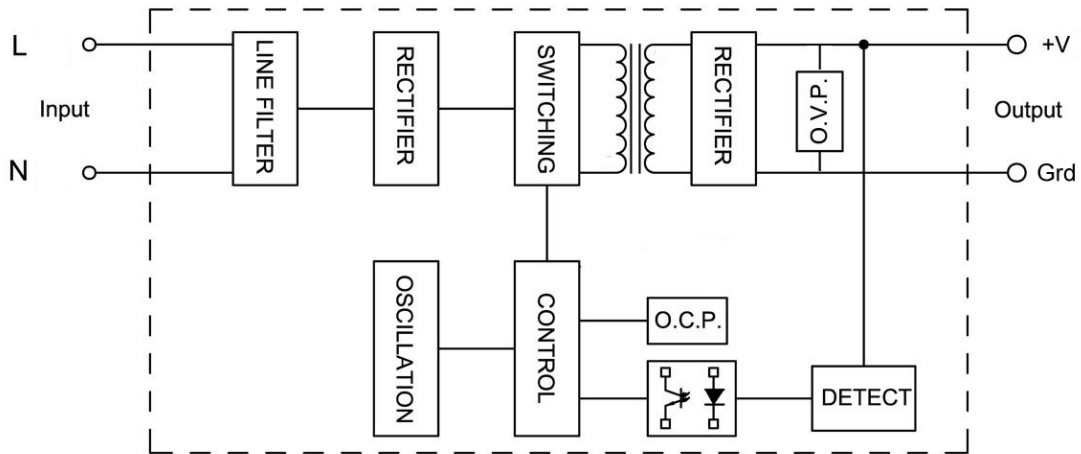 L
Input
N
LINE FILTER
RECTIFIER
SWITCHING
RECTIFIER
O.V.P.
+V
Output
Grd
OSCILLATION
CONTROL
O.C.P.
DETECT